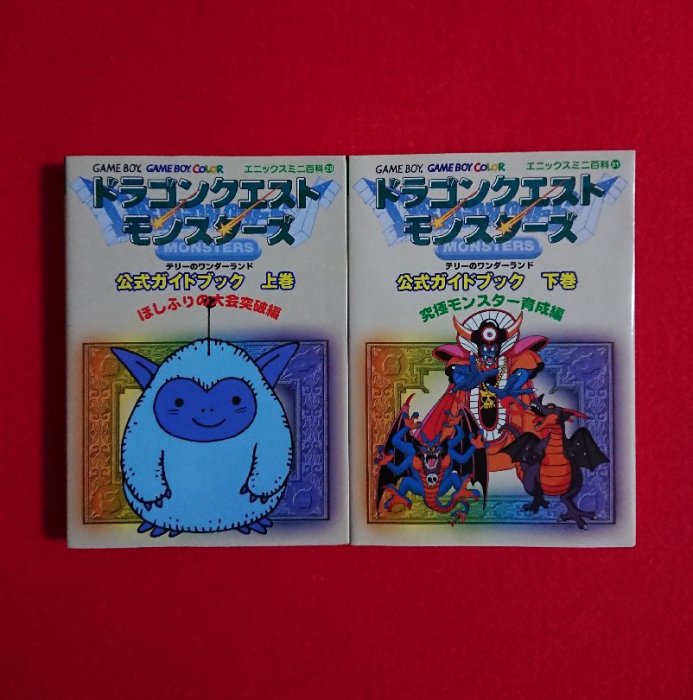 GAME BOY. GAME BOY COLOR エニックスミニ百科30
ドラゴンクエスト
モンスターズ
MONSTERS
テリーのワンダーランド
公式ガイドブック 上巻
ほしふりの大会突破編
GAME BOY. GAME BOY COLOR エニックスミニ百科31
ドラゴンクエスト
モンスターズ
MONSTERS
テリーのワンダーランド
公式ガイドブック 下巻
究極モンスター育成編